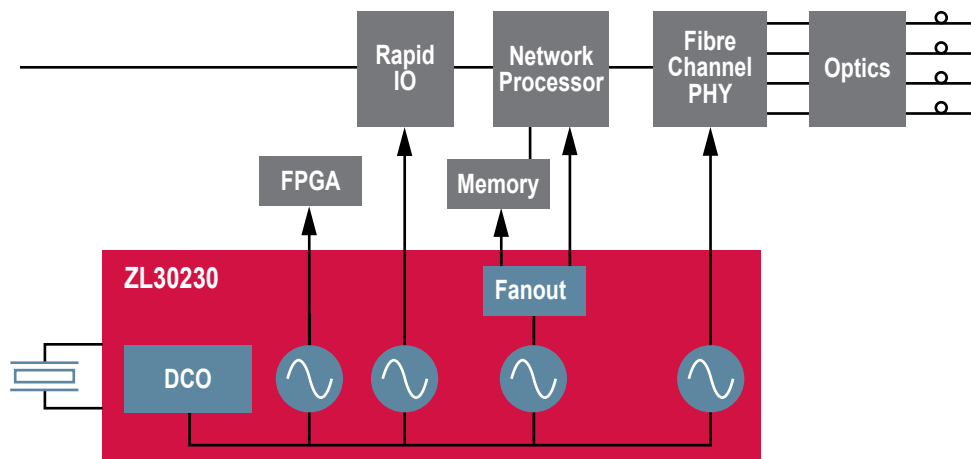 Rapid
IO
Network
Processor
Fibre
Channel
PHY
Optics
FPGA
Memory
ZL30230
Fanout
DCO